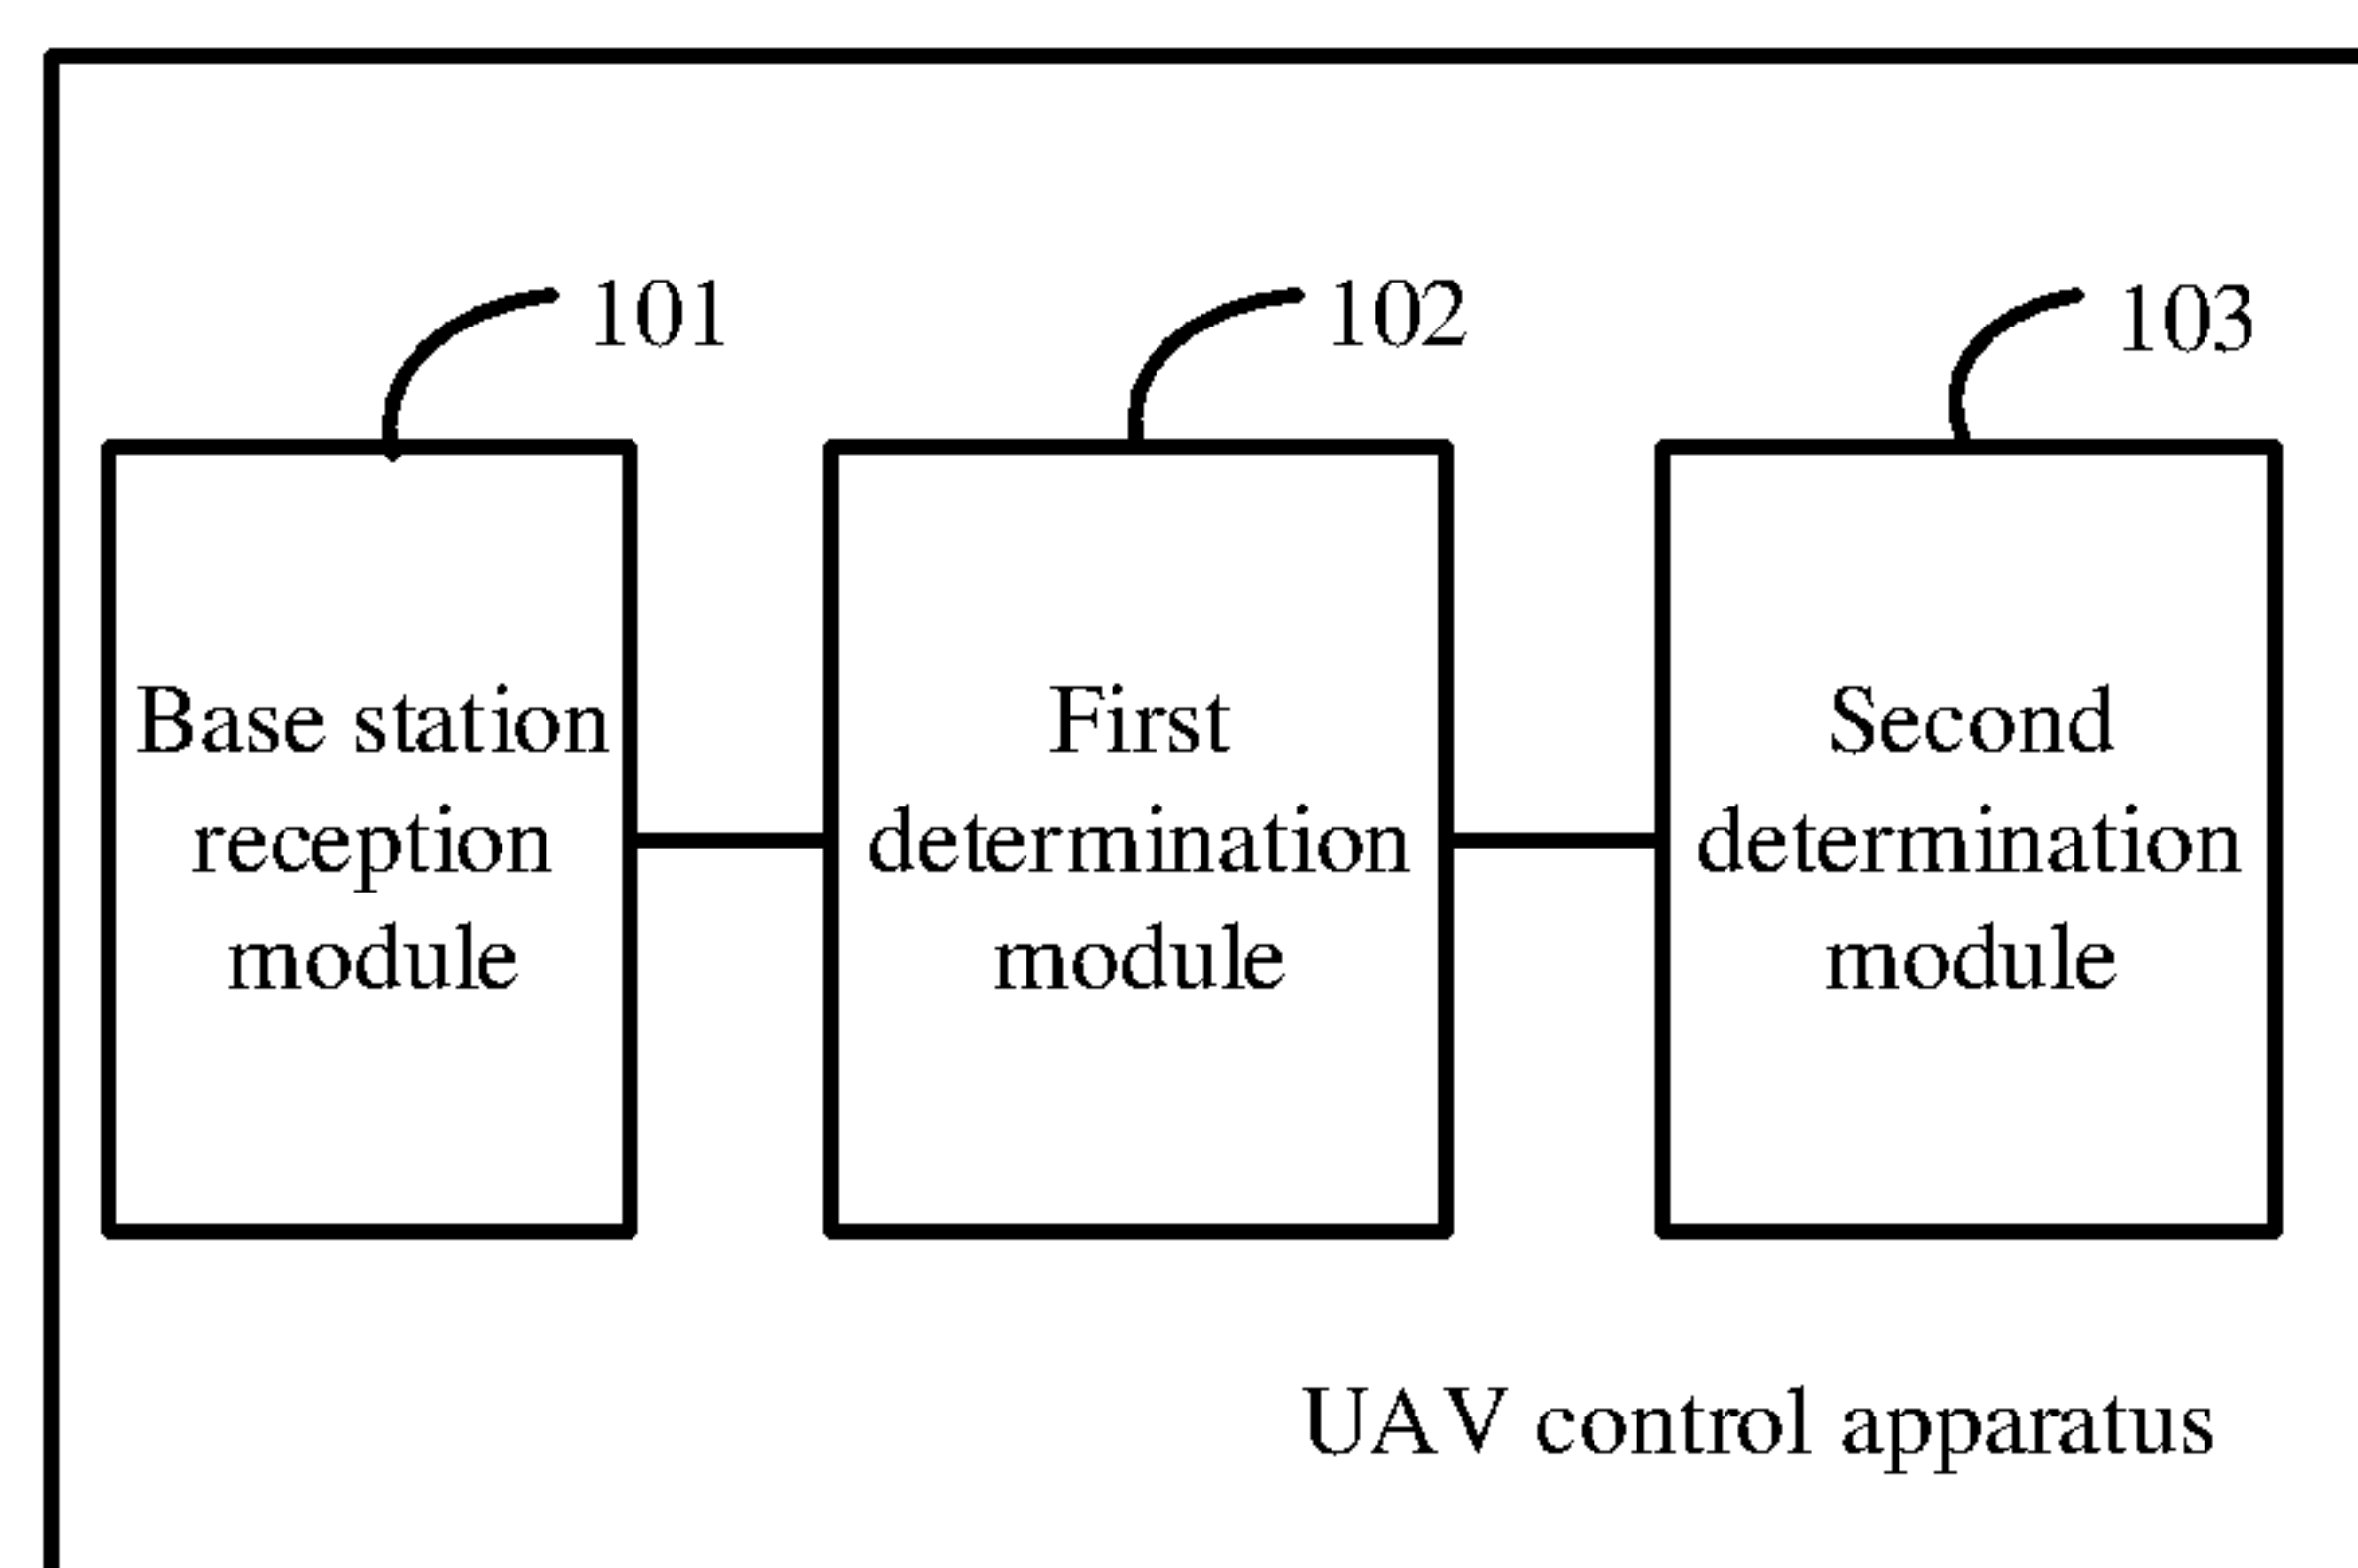 101
102
103
Base station
reception
module
First
determination
module
Second
determination
module
UAV control apparatus